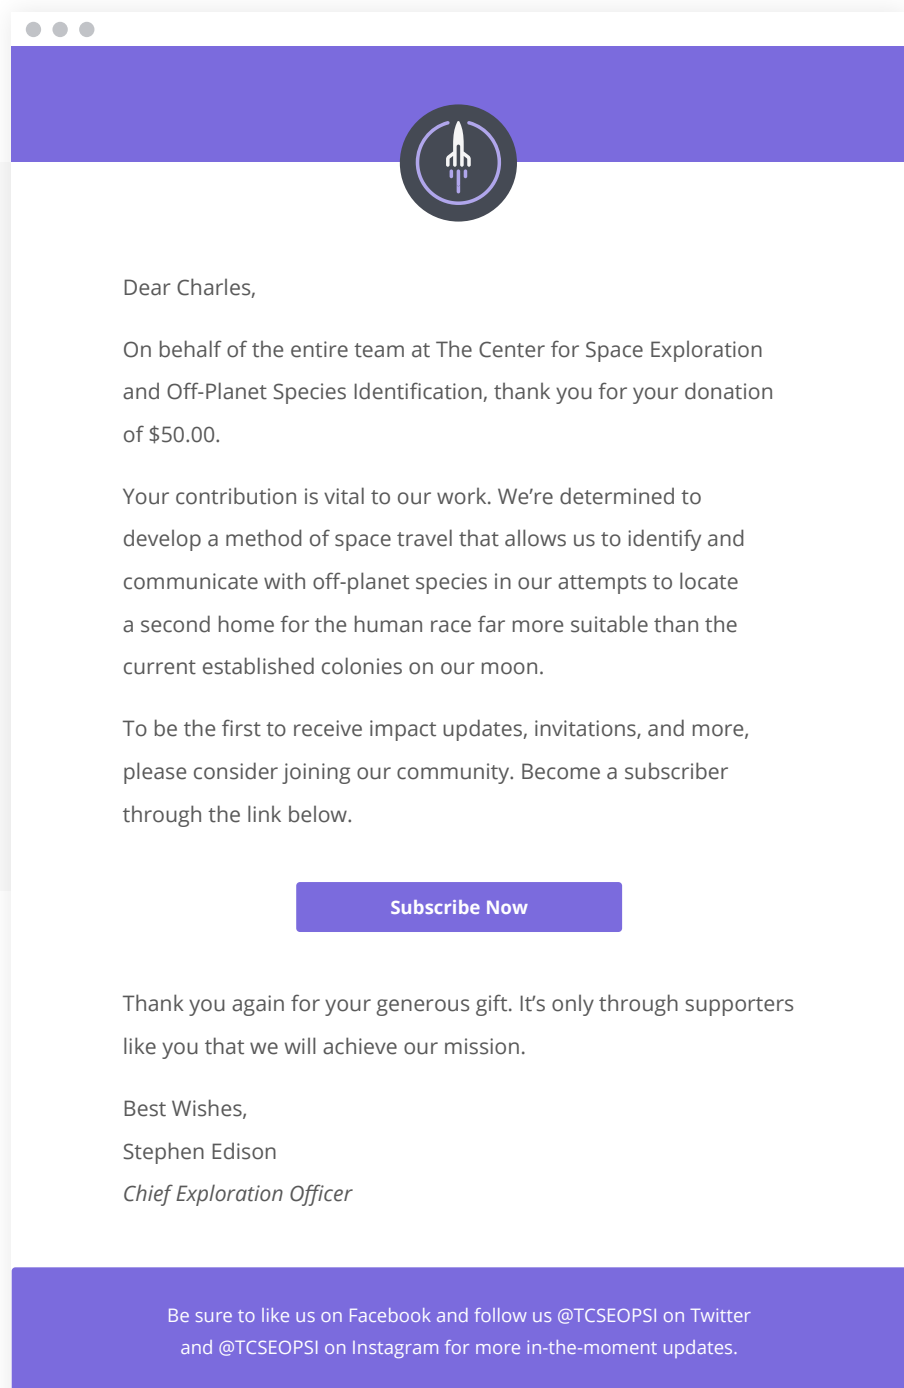 Dear Charles,
On behalf of the entire team at The Center for Space Exploration
and Off-Planet Species Identification, thank you for your donation
of $50.00.
Your contribution is vital to our work. We’re determined to
develop a method of space travel that allows us to identify and
communicate with off-planet species in our attempts to locate
a second home for the human race far more suitable than the
current established colonies on our moon.
To be the first to receive impact updates, invitations, and more,
please consider joining our community. Become a subscriber
through the link below.
Subscribe Now
Thank you again for your generous gift. It’s only through supporters
like you that we will achieve our mission.
Best Wishes,
Stephen Edison
Chief Exploration Officer
Be sure to like us on Facebook and follow us @TCSEOPSI on Twitter
and @TCSEOPSI on Instagram for more in-the-moment updates.